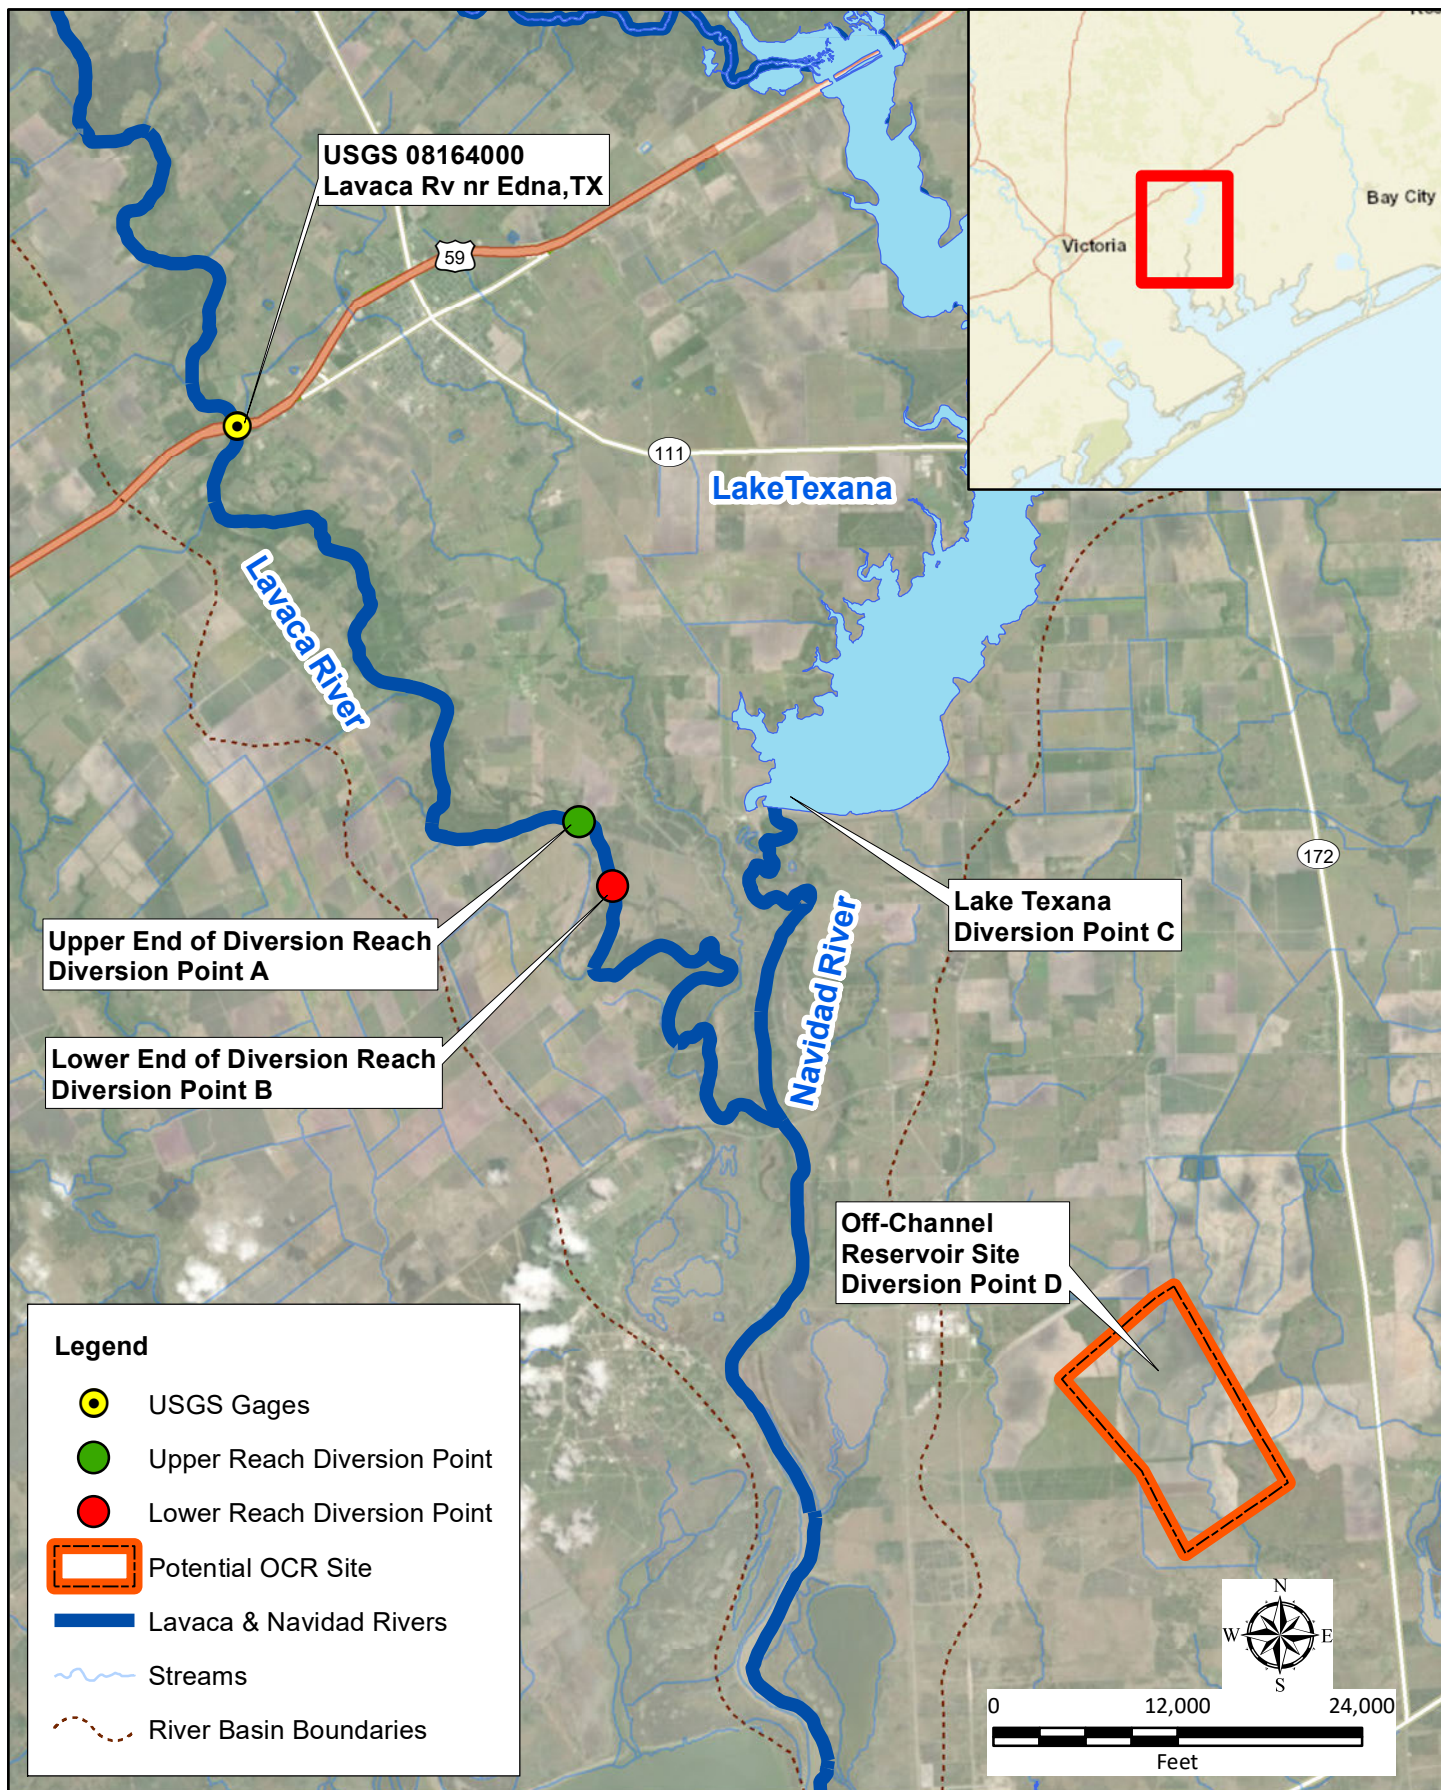 USGS 08164000
Lavaca Rv nr Edna,TX
59
Bay City
Victoria
111
LakeTexana
Lavaca River
172
Lake Texana
Diversion Point C
Upper End of Diversion Reach
Diversion Point A
Navidad River
Lower End of Diversion Reach
Diversion Point B
Off-Channel
Reservoir Site
Diversion Point D
Legend
USGS Gages
Upper Reach Diversion Point
Lower Reach Diversion Point
Potential OCR Site
Lavaca & Navidad Rivers
Streams
River Basin Boundaries
N
W E
S
0 12,000 24,000
Feet